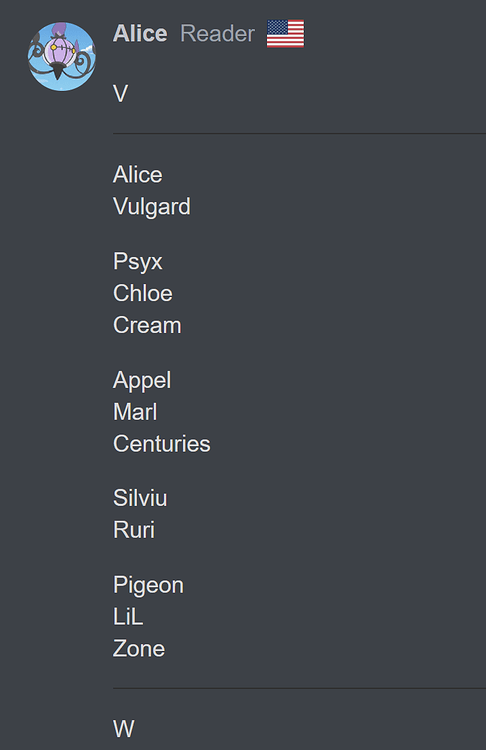 Alice Reader
V
Alice
Vulgard
Psyx
Chloe
Cream
Appel
Marl
Centuries
Silviu
Ruri
Pigeon
LiL
Zone
W